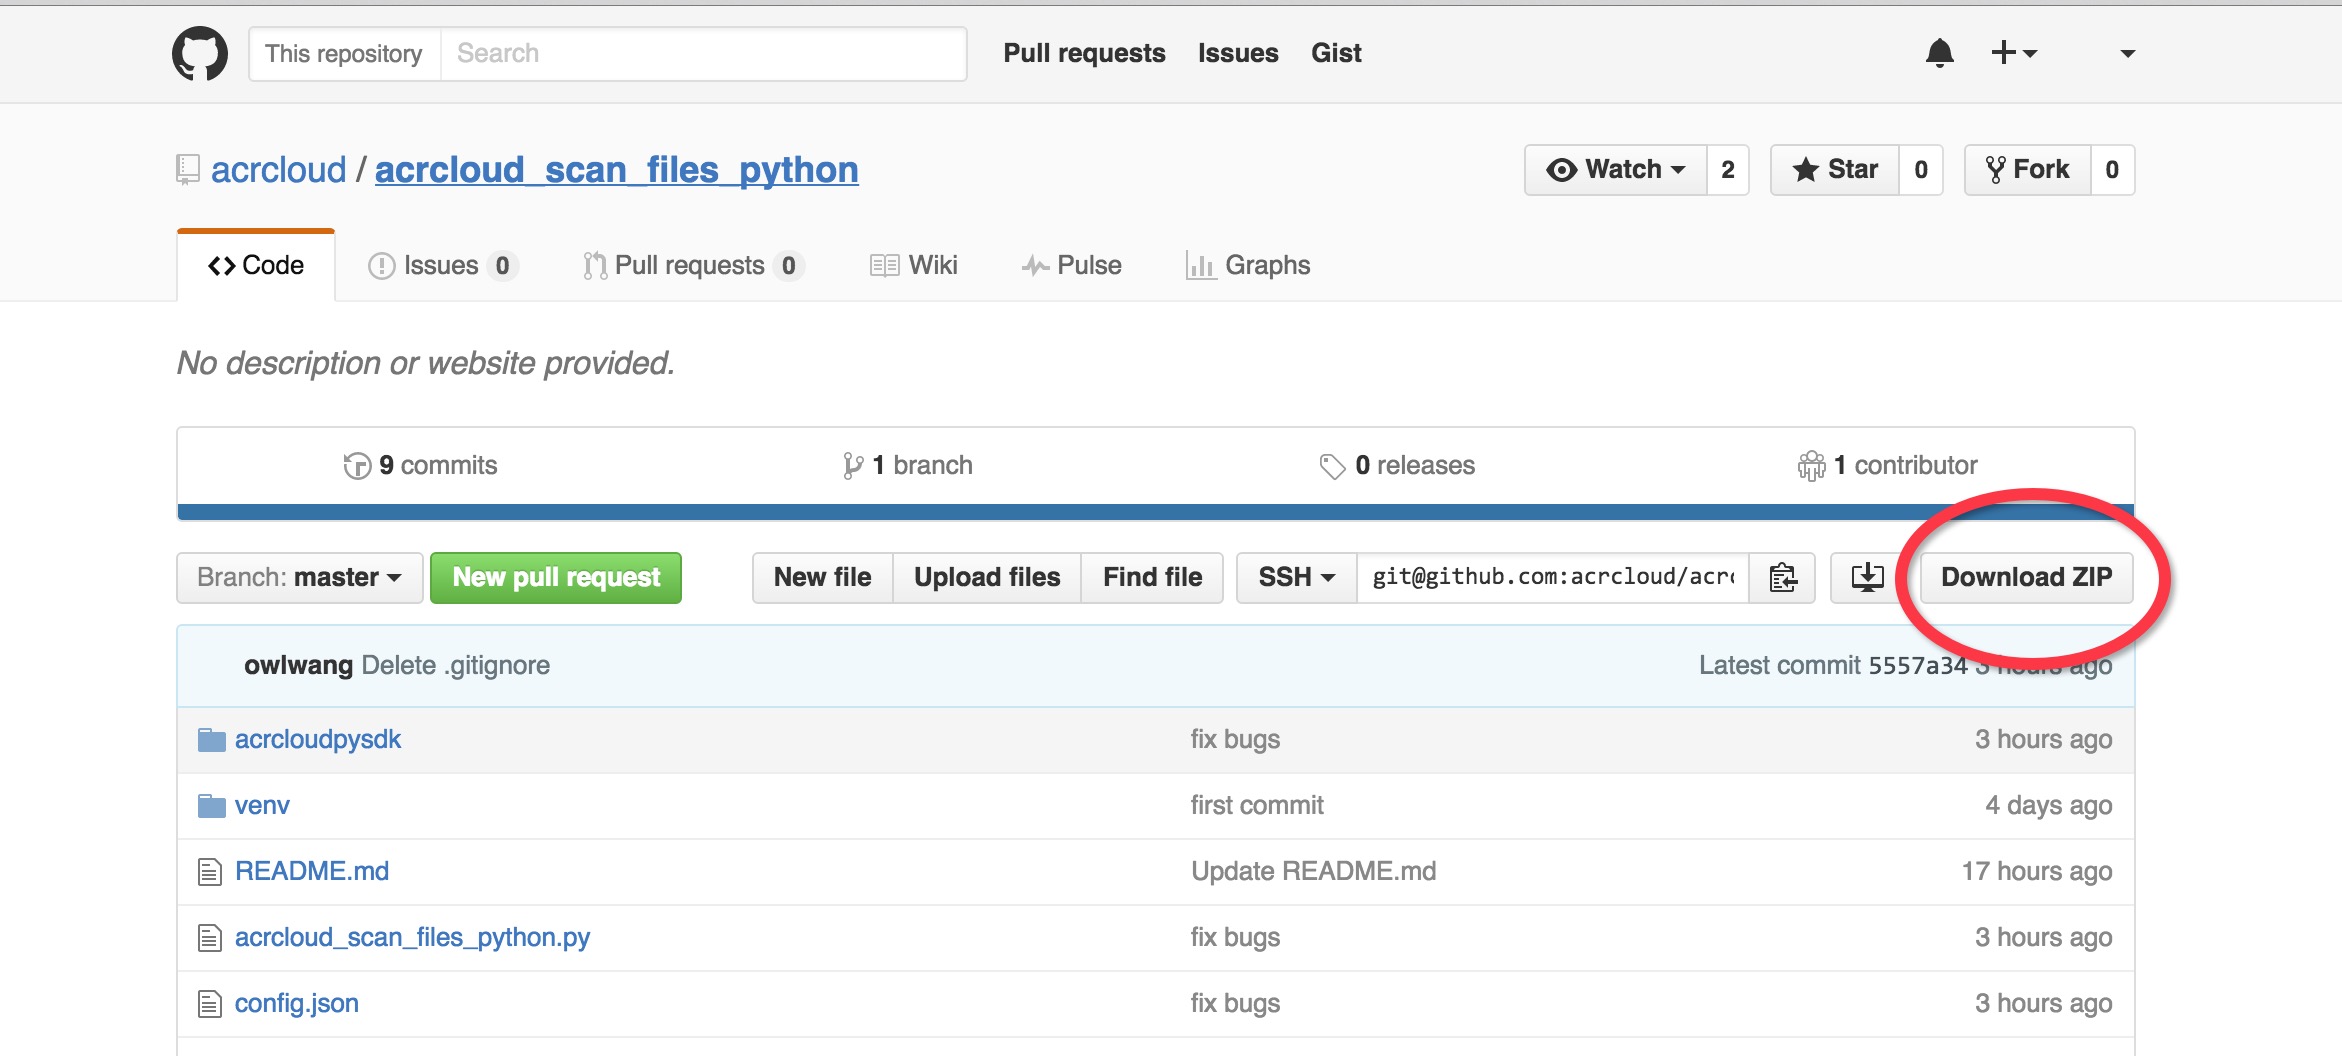 This repository Search Pull requests Issues Gist
acrcloud / acrcloud_scan_files_python Watch 2 Star 0 Fork 0
Code Issues 0 Pull requests 0 Wiki Pulse Graphs
No description or website provided.
9 commits 1 branch 0 releases 1 contributor
Branch: master New pull request New file Upload files Find file SSH git@github.com:acrcloud/acrc Download ZIP
owlwang Delete .gitignore Latest commit 5557a34 3 hours ago
acrcloudpysdk fix bugs 3 hours ago
venv first commit 4 days ago
README.md Update README.md 17 hours ago
acrcloud_scan_files_python.py fix bugs 3 hours ago
config.json fix bugs 3 hours ago